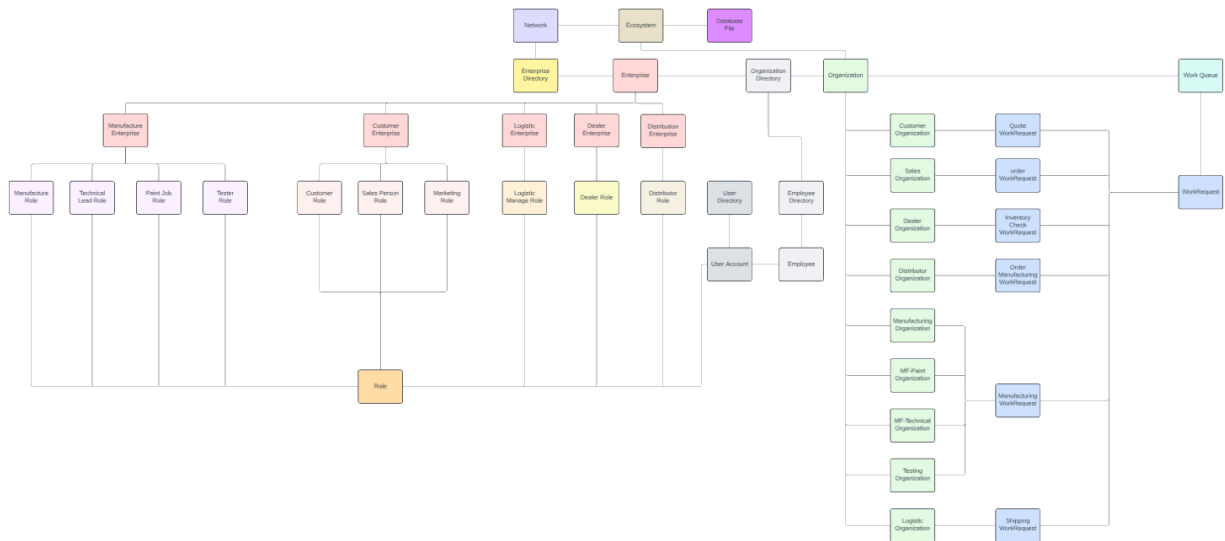 Network
Ecosystem
Database
File
Enterprise
Directory
Enterprise
Organization
Directory
Organization
Work Queue
Manufacture
Enterprise
Customer
Enterprise
Logistic
Enterprise
Dealer
Enterprise
Distribution
Enterprise
Customer
Organization
Quote
WorkRequest
Sales
Organization
order
WorkRequest
Manufacture
Role
Technical
Lead Role
Paint Job
Role
Tester
Role
Customer
Role
Sales Person
Role
Marketing
Role
Logistic
Manage Role
Dealer Role
Distributor
Role
User
Directory
Employee
Directory
WorkRequest
Dealer
Organization
Inventory
Check
WorkRequest
User Account
Employee
Distributor
Organization
Order
Manufacturing
WorkRequest
Manufacturing
Organization
Role
MF-Paint
Organization
Manufacturing
WorkRequest
MF-Technical
Organization
Testing
Organization
Logistic
Organization
Shipping
WorkRequest